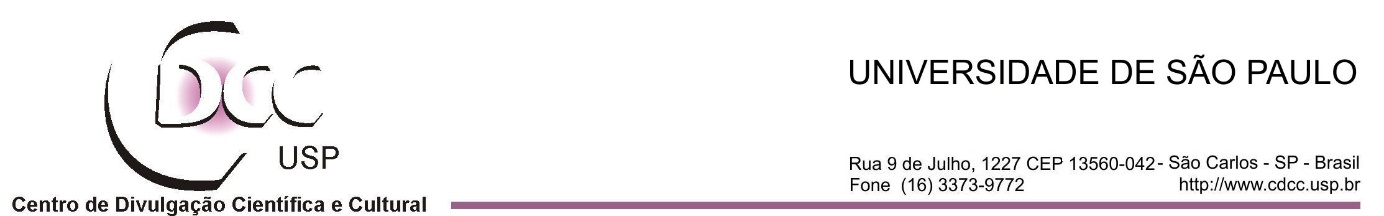 CDCC
USP
Centro de Divulgação Científica e Cultural
UNIVERSIDADE DE SÃO PAULO
Rua 9 de Julho, 1227 CEP 13560-042 - São Carlos - SP - Brasil
Fone (16) 3373-9772 http://www.cdcc.usp.br